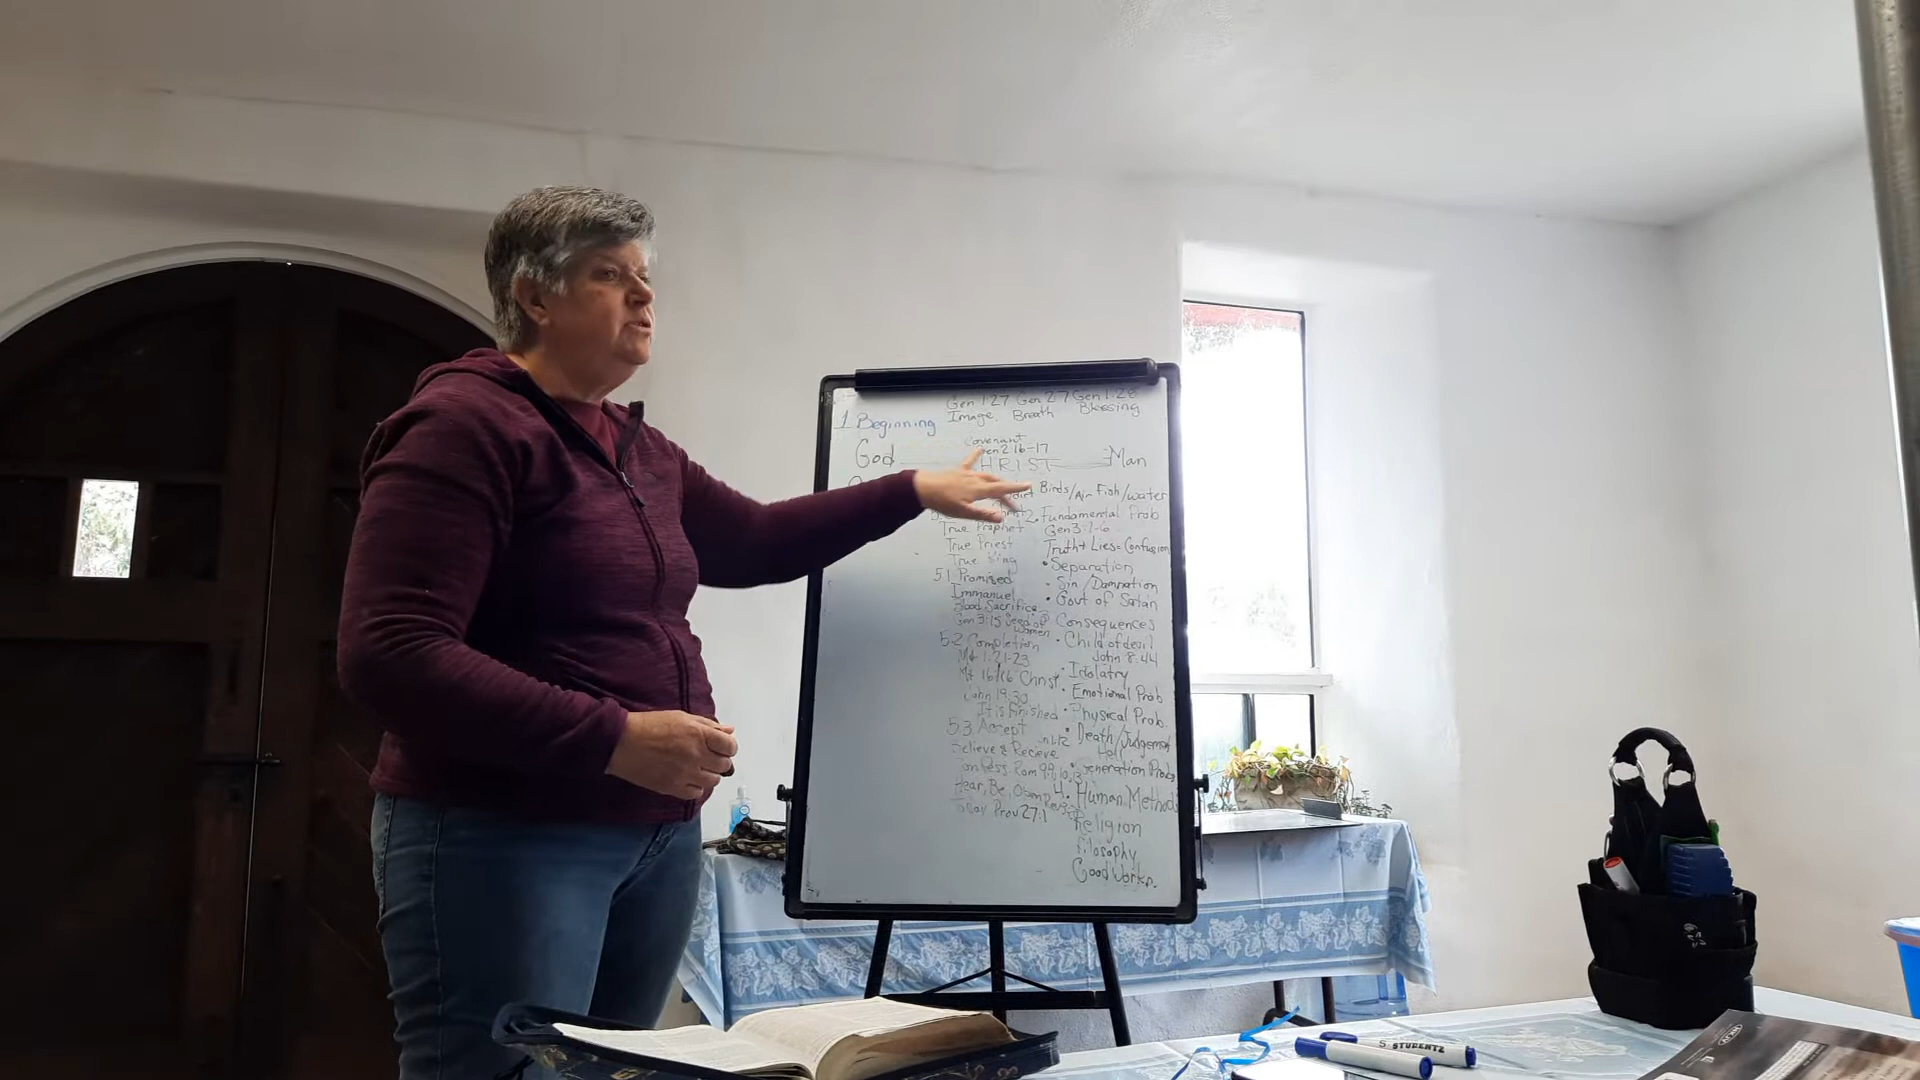 Gen 1:27 Gen 2:7 Gen 1:28
1 Beginning Image, Breath Blessing
Covenant
Gen 2:16-17
God HRIST Man
Birds/Air Fish/water
2. Fundamental Prob
True Prophet Gen 3:1-6
True Priest Truth + Lies = Confusion
True King • Separation
5.1 Promised • Sin/Damnation
Immanuel • Govt of Satan
Blood Sacrifice
Gen 3:15 Seed of women 3 Consequences
5.2 Completion • Child of devil
Mt 1:21-23 John 8:44
Mt 16:16 Christ • Idolatry
John 19:30 • Emotional Prob
It is finished • Physical Prob.
5.3 Accept • Death/Judgement
Believe & Recieve Hell
Confess Rom • Generation Probs
Hear, Be, 4. Human Methods
Today Prov 27:1 Religion
filosophy
Good Works.
STUDENTZ